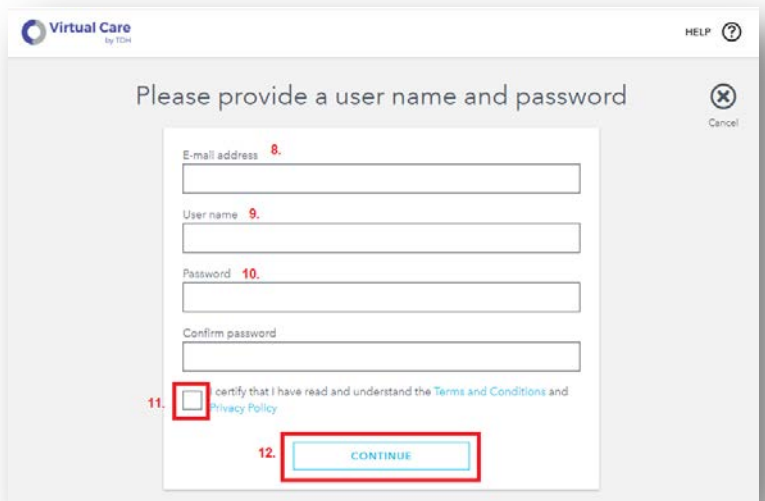 Virtual Care
by TOH
HELP ?
Please provide a user name and password
Cancel
E-mail address 8.
User name 9.
Password 10.
Confirm password
11. I certify that I have read and understand the Terms and Conditions and
Privacy Policy
12. CONTINUE